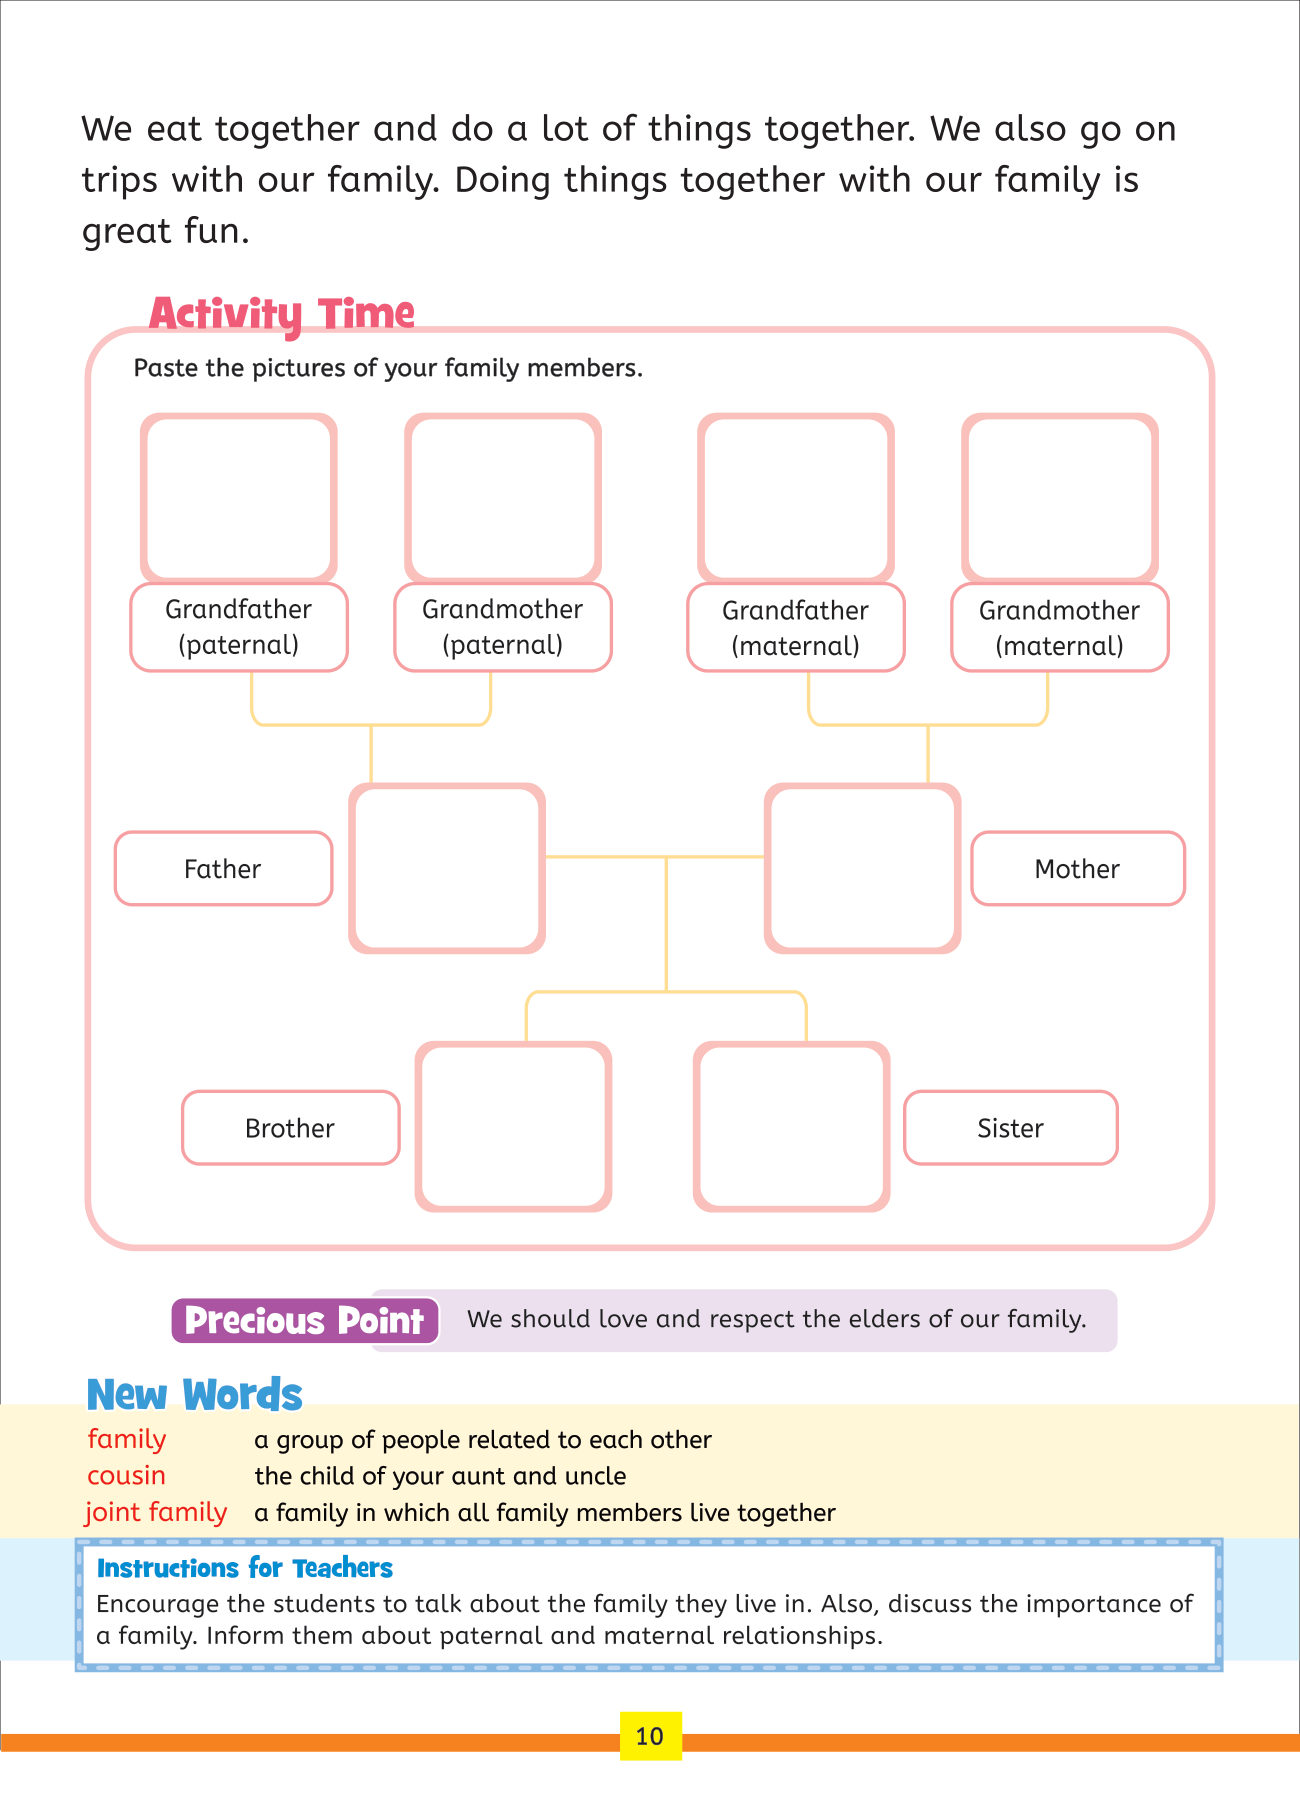 We eat together and do a lot of things together. We also go on
trips with our family. Doing things together with our family is
great fun.
Activity Time
Paste the pictures of your family members.
Grandfather
(paternal)
Grandmother
(paternal)
Grandfather
(maternal)
Grandmother
(maternal)
Father
Mother
Brother
Sister
Precious Point
We should love and respect the elders of our family.
New Words
family a group of people related to each other
cousin the child of your aunt and uncle
joint family a family in which all family members live together
Instructions for Teachers
Encourage the students to talk about the family they live in. Also, discuss the importance of
a family. Inform them about paternal and maternal relationships.
10